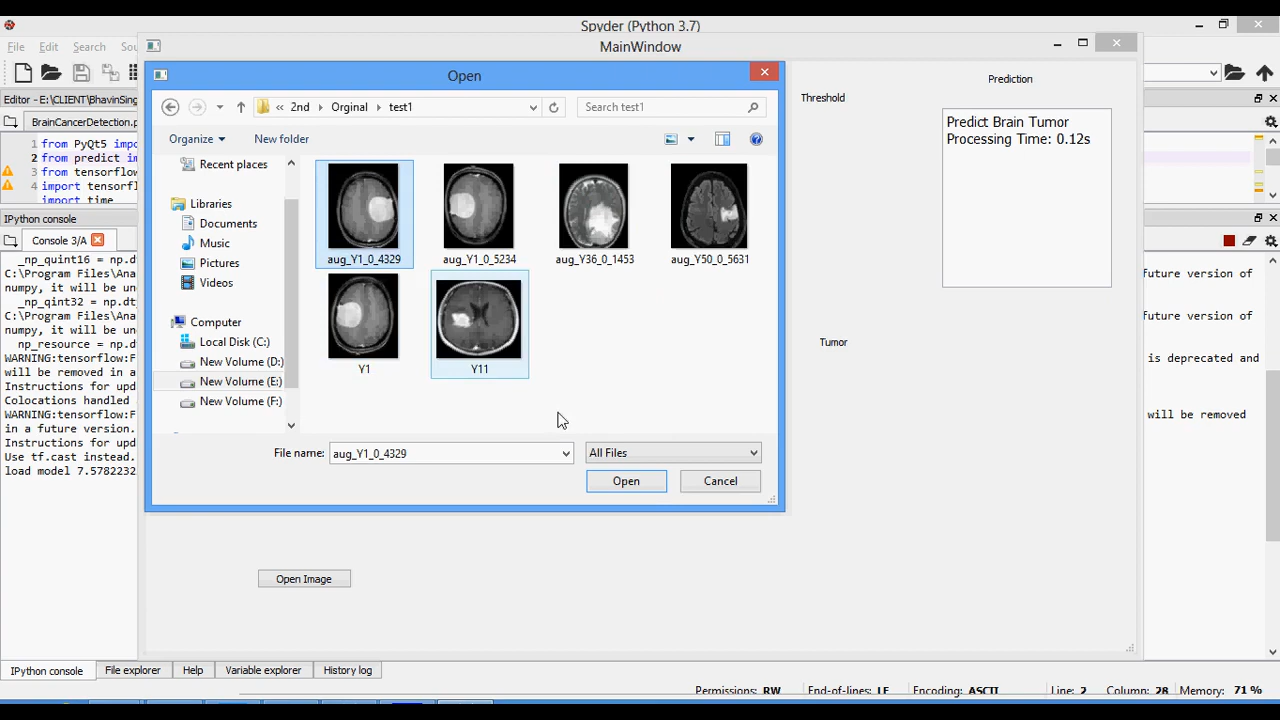 Spyder (Python 3.7)
MainWindow
File Edit Search Sou
Open
Prediction
Threshold
« 2nd Orginal test1
Search test1
Editor - E:\CLIENT\BhavinSing
Predict Brain Tumor
Processing Time: 0.12s
BrainCancerDetection.p
Organize New folder
1 from PyQt5 impo
2 from predict im
3 from tensorflow
4 import tensorfl
import time
Recent places
Libraries
Documents
Music
Pictures
Videos
Computer
Local Disk (C:)
New Volume (D:)
New Volume (E:)
New Volume (F:)
aug_Y1_0_4329
aug_Y1_0_5234
aug_Y36_0_1453
aug_Y50_0_5631
Y1
Y11
IPython console
Console 3/A
_np_quint16 = np.dt
C:\Program Files\Ana
numpy, it will be un
_np_qint32 = np.dty
C:\Program Files\Ana
numpy, it will be un
np_resource = np.dt
WARNING:tensorflow:F
will be removed in a
Instructions for upd
Colocations handled
WARNING:tensorflow:F
in a future version.
Instructions for upd
Use tf.cast instead.
load model 7.5782232
future version of
future version of
is deprecated and
will be removed
Tumor
File name: aug_Y1_0_4329
All Files
Open Cancel
Open Image
IPython console File explorer Help Variable explorer History log
Permissions: RW End-of-lines: LF Encoding: ASCII Line: 2 Column: 28 Memory: 71 %